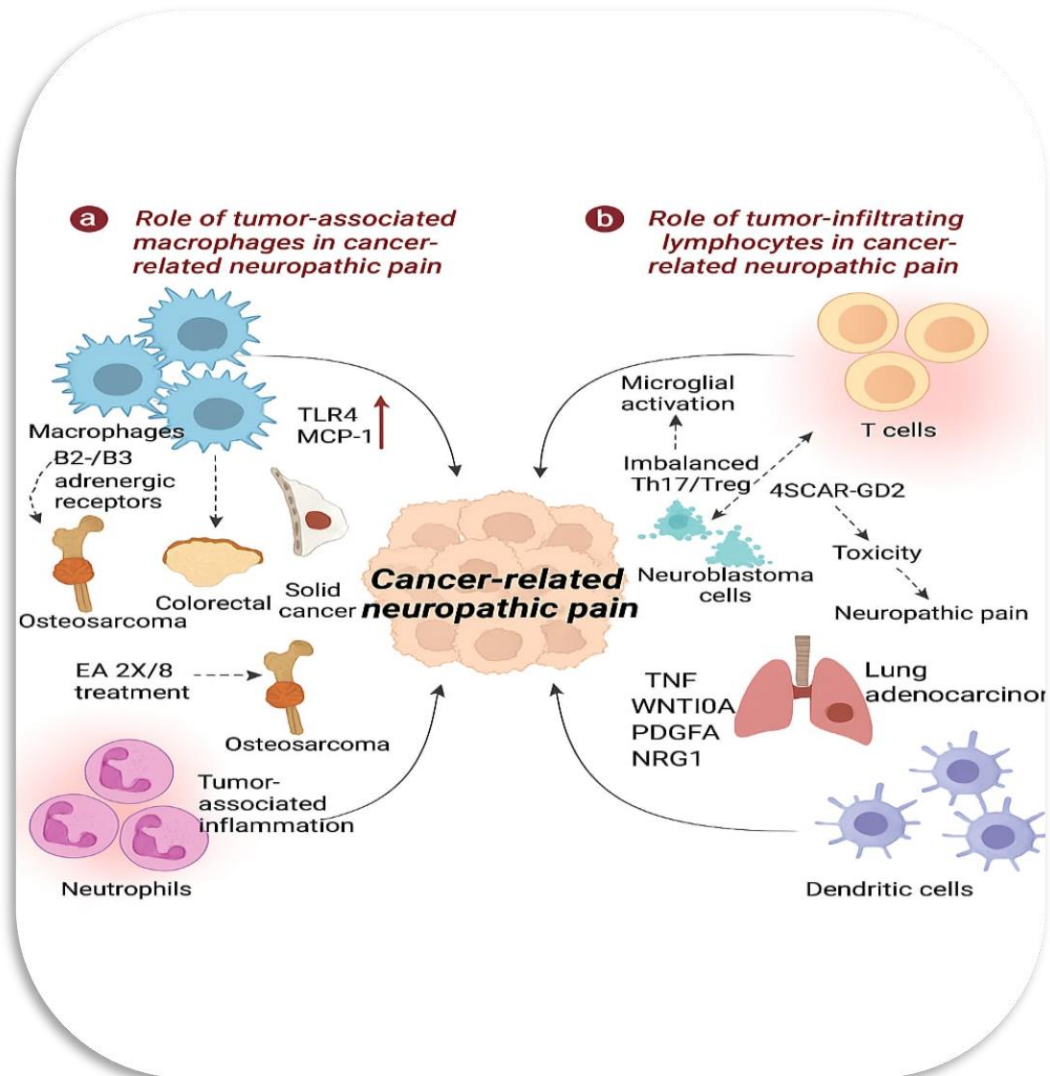 a
Role of tumor-associated
macrophages in cancer-
related neuropathic pain
Macrophages
B2-/B3
adrenergic
receptors
TLR4
MCP-1
Osteosarcoma
Colorectal
Solid
cancer
EA 2X/8
treatment
Osteosarcoma
Tumor-
associated
inflammation
Neutrophils
Cancer-related
neuropathic pain
b
Role of tumor-infiltrating
lymphocytes in cancer-
related neuropathic pain
Microglial
activation
T cells
Imbalanced
Th17/Treg
4SCAR-GD2
Neuroblastoma
cells
Toxicity
Neuropathic pain
TNF
WNTI0A
PDGFA
NRG1
Lung
adenocarcinor
Dendritic cells